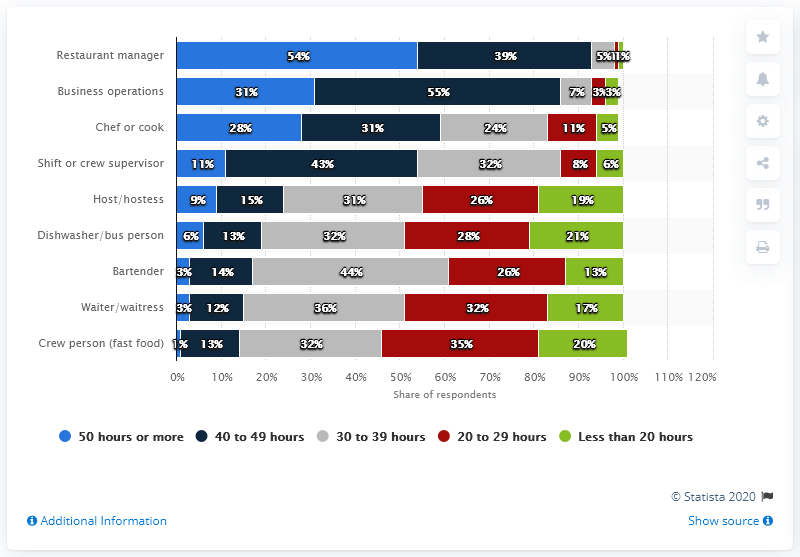 Restaurant manager 54% 39% 5% 1% 1%
Business operations 31% 55% 7% 3% 3%
Chef or cook 28% 31% 24% 11% 5%
Shift or crew supervisor 11% 43% 32% 8% 6%
Host/hostess 9% 15% 31% 26% 19%
Dishwasher/bus person 6% 13% 32% 28% 21%
Bartender 3% 14% 44% 26% 13%
Waiter/waitress 3% 12% 36% 32% 17%
Crew person (fast food) 1% 13% 32% 35% 20%
0% 10% 20% 30% 40% 50% 60% 70% 80% 90% 100% 110% 120%
Share of respondents
50 hours or more 40 to 49 hours 30 to 39 hours 20 to 29 hours Less than 20 hours
© Statista 2020
Additional Information Show source